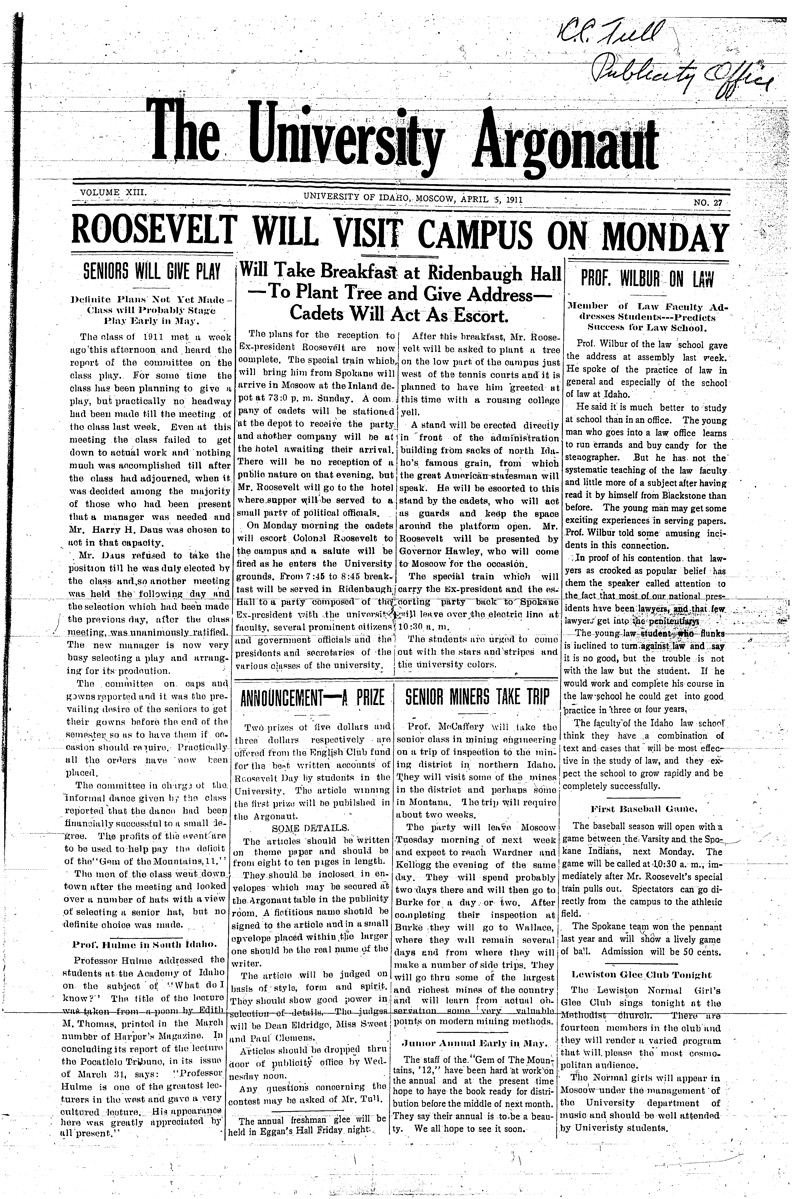 K.C. Tull
Publicity Office
The University Argonaut
VOLUME XIII.
UNIVERSITY OF IDAHO, MOSCOW, APRIL 5, 1911
NO. 27
ROOSEVELT WILL VISIT CAMPUS ON MONDAY
SENIORS WILL GIVE PLAY
Definite Plans Not Yet Made—
Class will Probably Stage
Play Early in May.
The class of 1911 met a week
ago this afternoon and heard the
report of the committee on the
class play. For some time the
class has been planning to give a
play, but practically no headway
had been made till the meeting of
the class last week. Even at this
meeting the class failed to get
down to actual work and nothing
much was accomplished till after
the class had adjourned, when it
was decided among the majority
of those who had been present
that a manager was needed and
Mr. Harry H. Daus was chosen to
act in that capacity.
Mr. Daus refused to take the
position till he was duly elected by
the class and so another meeting
was held the following day and
the selection which had been made
the previous day, after the class
meeting, was unanimously ratified.
The new manager is now very
busy selecting a play and arrang-
ing for its production.
The committee on caps and
gowns reported and it was the pre-
vailing desire of the seniors to get
their gowns before the end of the
semester so as to have them if oc-
casion should require. Practically
all the orders have now been
placed.
The committee in charge of the
informal dance given by the class
reported that the dance had been
financially successful to a small de-
gree. The profits of the event are
to be used to help pay the deficit
of the "Gem of the Mountains, 11."
The men of the class went down
town after the meeting and looked
over a number of hats with a view
of selecting a senior hat, but no
definite choice was made.
Prof. Hulme in South Idaho.
Professor Hulme addressed the
students at the Academy of Idaho
on the subject of "What do I
know?" The title of the lecture
was taken from a poem by Edith
M. Thomas, printed in the March
number of Harper's Magazine. In
concluding its report of the lecture
the Pocatello Tribune, in its issue
of March 31, says: "Professor
Hulme is one of the greatest lec-
turers in the west and gave a very
cultured lecture. His appearance
here was greatly appreciated by
all present."
Will Take Breakfast at Ridenbaugh Hall
—To Plant Tree and Give Address—
Cadets Will Act As Escort.
The plans for the reception to
Ex-president Roosevelt are now
complete. The special train which
will bring him from Spokane will
arrive in Moscow at the Inland de-
pot at 73:0 p. m. Sunday. A com
pany of cadets will be stationed
at the depot to receive the party
and another company will be at
the hotel awaiting their arrival.
There will be no reception of a
public nature on that evening, but
Mr. Roosevelt will go to the hotel
where supper will be served to a
small party of political officials.
On Monday morning the cadets
will escort Colonel Roosevelt to
the campus and a salute will be
fired as he enters the University
grounds. From 7:45 to 8:45 break-
fast will be served in Ridenbaugh
Hall to a party composed of the
Ex-president with the university
faculty, several prominent citizens
and government officials and the
presidents and secretaries of the
various classes of the university.
After this breakfast, Mr. Roose-
velt will be asked to plant a tree
on the low part of the campus just
west of the tennis courts and it is
planned to have him greeted at
this time with a rousing college
yell.
A stand will be erected directly
in front of the administration
building from sacks of north Ida-
ho's famous grain, from which
the great American statesman will
speak. He will be escorted to this
stand by the cadets, who will act
as guards and keep the space
around the platform open. Mr.
Roosevelt will be presented by
Governor Hawley, who will come
to Moscow for the occasion.
The special train which will
carry the Ex-president and the es-
corting party back to Spokane
will leave over the electric line at
10:30 a. m.
The students are urged to come
out with the stars and stripes and
the university colors.
ANNOUNCEMENT—A PRIZE
Two prizes of five dollars and
three dollars respectively are
offered from the English Club fund
for the best written accounts of
Roosevelt Day by students in the
University. The article winning
the first prize will be published in
the Argonaut.
SOME DETAILS.
The articles should be written
on theme paper and should be
from eight to ten pages in length.
They should be inclosed in en-
velopes which may be secured at
the Argonaut table in the publicity
room. A fictitious name should be
signed to the article and in a small
envelope placed within the larger
one should be the real name of the
writer.
The article will be judged on
basis of style, form and spirit.
They should show good power in
selection of details. The judges
will be Dean Eldridge, Miss Sweet
and Paul Clemens.
Articles should be dropped thru
door of publicity office by Wed-
nesday noon.
Any questions concerning the
contest may be asked of Mr. Tull.
The annual freshman glee will be
held in Eggan's Hall Friday night.
SENIOR MINERS TAKE TRIP
Prof. McCaffery will take the
senior class in mining engineering
on a trip of inspection to the min-
ing district in northern Idaho.
They will visit some of the mines
in the district and perhaps some
in Montana. The trip will require
about two weeks.
The party will leave Moscow
Tuesday morning of next week
and expect to reach Wardner and
Kellogg the evening of the same
day. They will spend probably
two days there and will then go to
Burke for a day or two. After
completing their inspection at
Burke they will go to Wallace,
where they will remain several
days and from where they will
make a number of side trips. They
will go thru some of the largest
and richest mines of the country
and will learn from actual ob-
servation some very valuable
points on modern mining methods.
Junior Annual Early in May.
The staff of the "Gem of The Moun-
tains, '12," have been hard at work on
the annual and at the present time
hope to have the book ready for distri-
bution before the middle of next month.
They say their annual is to be a beau-
ty. We all hope to see it soon.
PROF. WILBUR ON LAW
Member of Law Faculty Ad-
dresses Students---Predicts
Success for Law School.
Prof. Wilbur of the law school gave
the address at assembly last week.
He spoke of the practice of law in
general and especially of the school
of law at Idaho.
He said it is much better to study
at school than in an office. The young
man who goes into a law office learns
to run errands and buy candy for the
stenographer. But he has not the
systematic teaching of the law faculty
and little more of a subject after having
read it by himself from Blackstone than
before. The young man may get some
exciting experiences in serving papers.
Prof. Wilbur told some amusing inci-
dents in this connection.
In proof of his contention that law-
yers as crooked as popular belief has
them the speaker called attention to
the fact that most of our national pres-
idents have been lawyers, and that few
lawyers get into the penitentiary.
The young law student who flunks
is inclined to turn against law and say
it is no good, but the trouble is not
with the law but the student. If he
would work and complete his course in
the law school he could get into good
practice in three or four years.
The faculty of the Idaho law school
think they have a combination of
text and cases that will be most effec-
tive in the study of law, and they ex-
pect the school to grow rapidly and be
completely successful.
First Baseball Game,
The baseball season will open with a
game between the Varsity and the Spo-
kane Indians, next Monday. The
game will be called at 10:30 a. m., im-
mediately after Mr. Roosevelt's special
train pulls out. Spectators can go di-
rectly from the campus to the athletic
field.
The Spokane team won the pennant
last year and will show a lively game
of ball. Admission will be 50 cents.
Lewiston Glee Club Tonight
The Lewiston Normal Girl's
Glee Club sings tonight at the
Methodist church. There are
fourteen members in the club and
they will render a varied program
that will please the most cosmo-
politan audience.
The Normal girls will appear in
Moscow under the management of
the University department of
music and should be well attended
by Univeristy students.